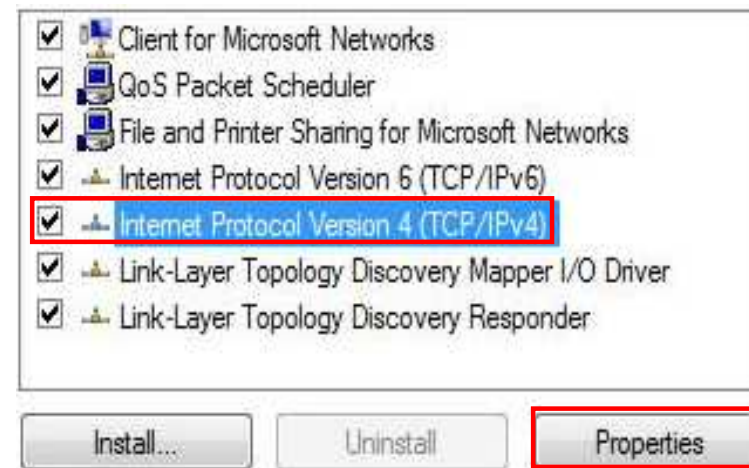 Client for Microsoft Networks
QoS Packet Scheduler
File and Printer Sharing for Microsoft Networks
Internet Protocol Version 6 (TCP/IPv6)
Internet Protocol Version 4 (TCP/IPv4)
Link-Layer Topology Discovery Mapper I/O Driver
Link-Layer Topology Discovery Responder
Install... Uninstall Properties